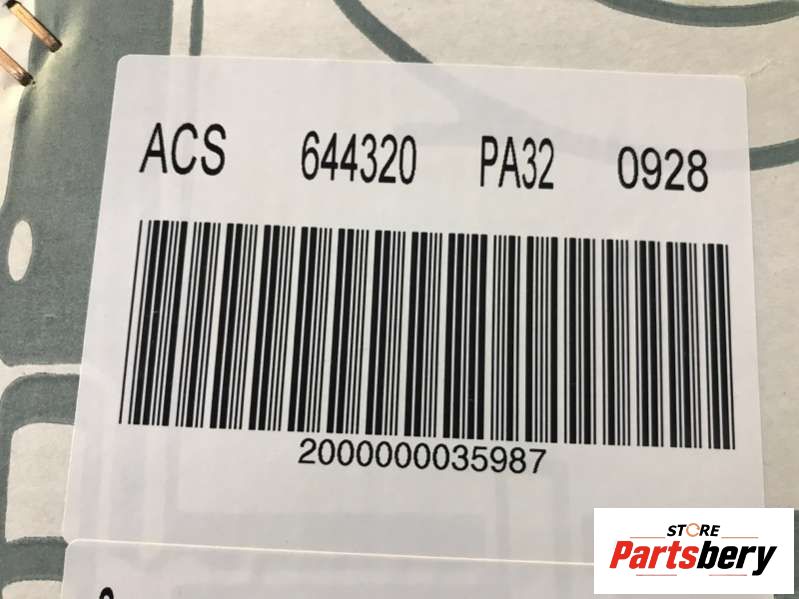 ACS 644320 PA32 0928
2000000035987
STORE
Partsbery